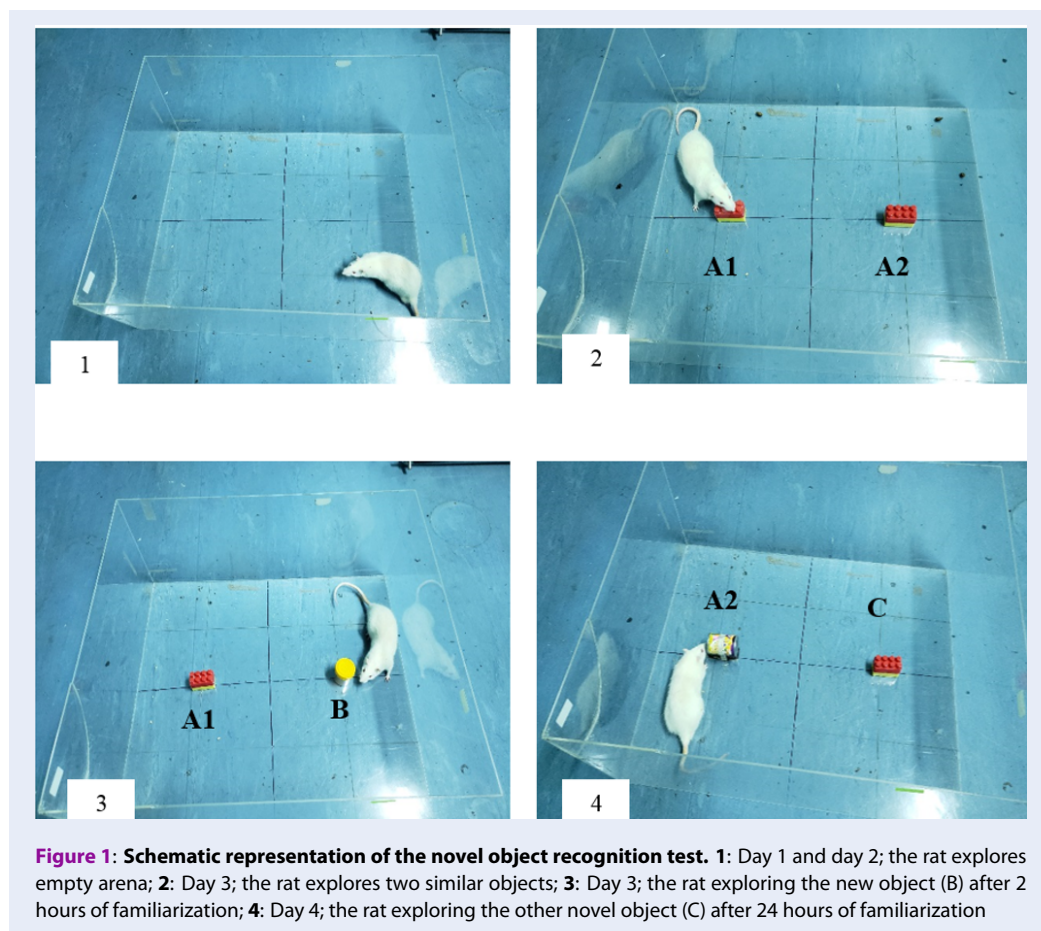 1
A1 A2
2
A1 B
3
A2 C
4
Figure 1: Schematic representation of the novel object recognition test. 1: Day 1 and day 2; the rat explores
empty arena; 2: Day 3; the rat explores two similar objects; 3: Day 3; the rat exploring the new object (B) after 2
hours of familiarization; 4: Day 4; the rat exploring the other novel object (C) after 24 hours of familiarization